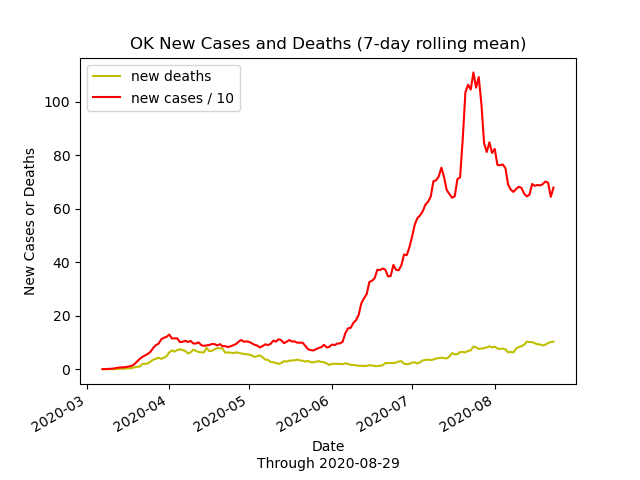 OK New Cases and Deaths (7-day rolling mean)
new deaths
new cases / 10
New Cases or Deaths
100
80
60
40
20
0
2020-03
2020-04
2020-05
2020-06
2020-07
2020-08
Date
Through 2020-08-29